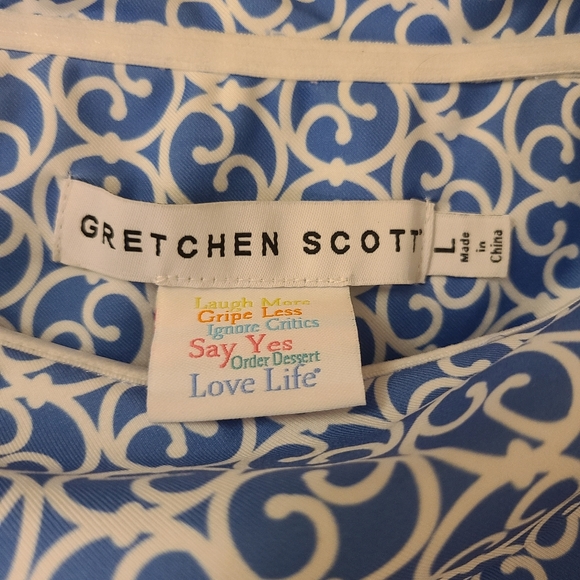 GRETCHEN SCOTT
L
Made
in
China
Laugh More
Gripe Less
Ignore Critics
Say Yes
Order Dessert
Love Life®